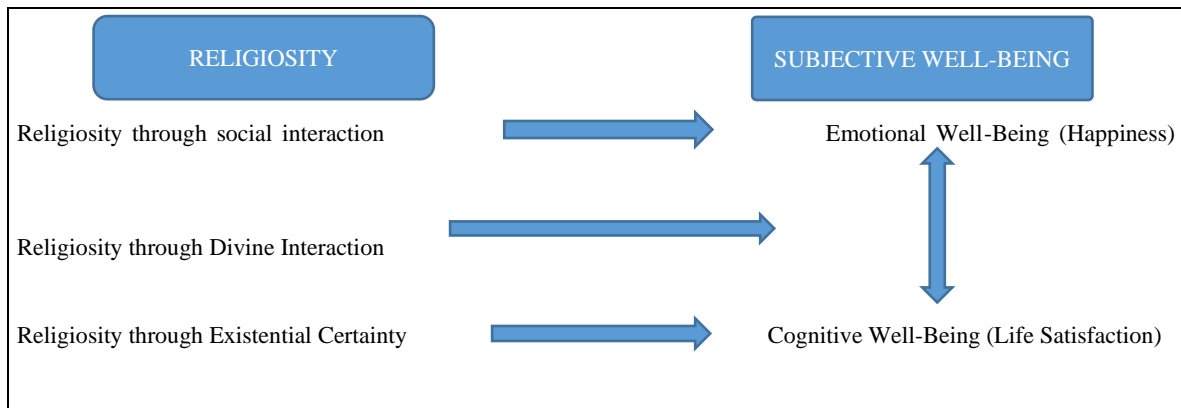 RELIGIOSITY
SUBJECTIVE WELL-BEING
Religiosity through social interaction
Emotional Well-Being (Happiness)
Religiosity through Divine Interaction
Religiosity through Existential Certainty
Cognitive Well-Being (Life Satisfaction)